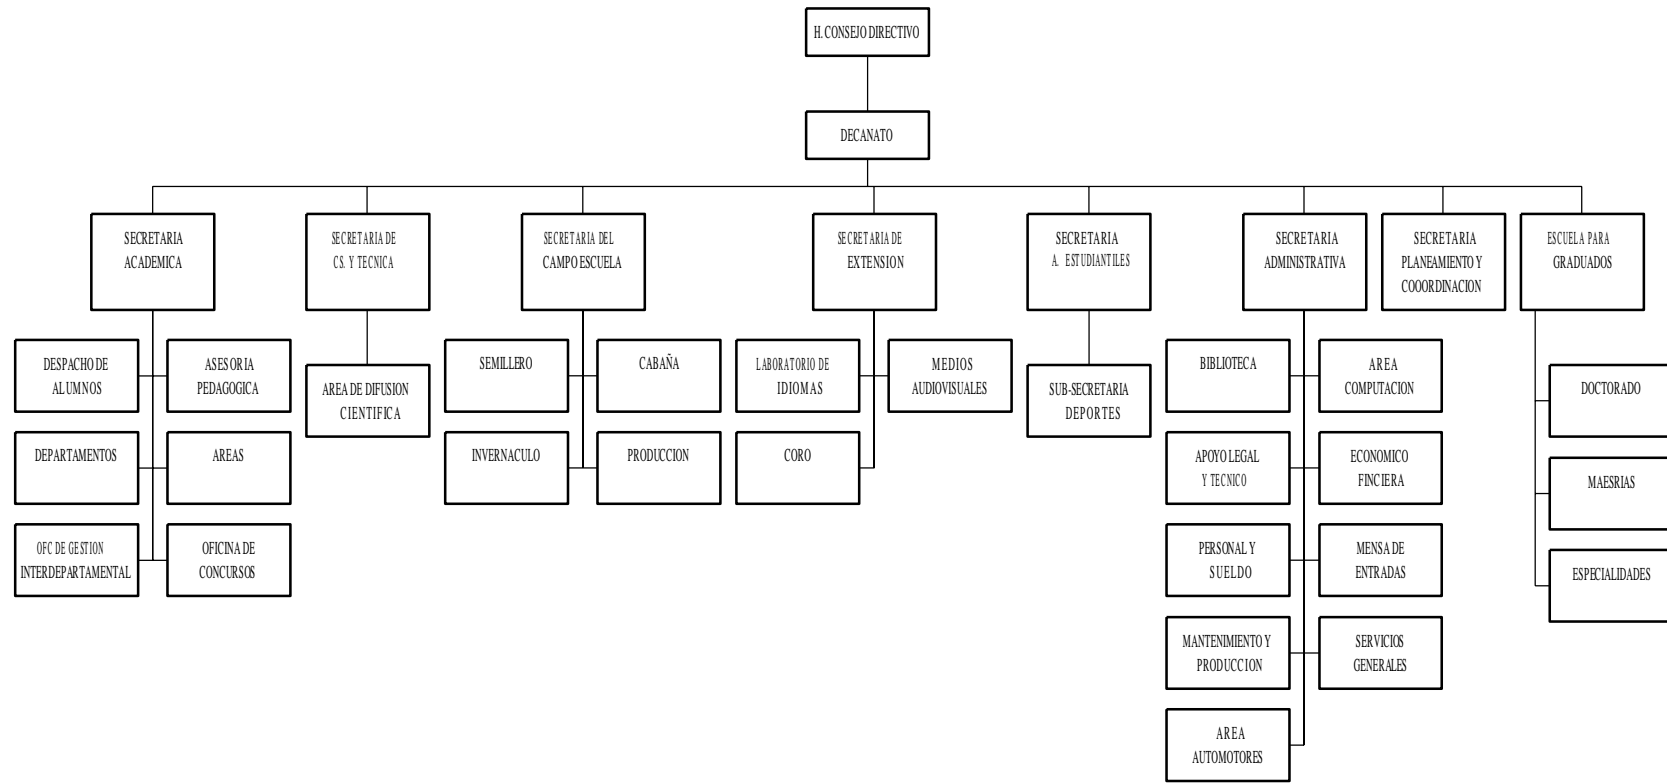 H. CONSEJO DIRECTIVO
DECANATO
SECRETARIA
ACADEMICA
SECRETARIA DE
CS. Y TECNICA
SECRETARIA DEL
CAMPO ESCUELA
SECRETARIA DE
EXTENSION
SECRETARIA
A. ESTUDIANTILES
SECRETARIA
ADMINISTRATIVA
SECRETARIA
PLANEAMIENTO Y
COOORDINACION
ESCUELA PARA
GRADUADOS
DESPACHO DE
ALUMNOS
ASESORIA
PEDAGOGICA
DEPARTAMENTOS
AREAS
OFC DE GESTION
INTERDEPARTAMENTAL
OFICINA DE
CONCURSOS
AREA DE DIFUSION
CIENTIFICA
SEMILLERO
CABAÑA
INVERNACULO
PRODUCCION
LABORATORIO DE
IDIOMAS
MEDIOS
AUDIOVISUALES
CORO
SUB-SECRETARIA
DEPORTES
BIBLIOTECA
AREA
COMPUTACION
APOYO LEGAL
Y TECNICO
ECONOMICO
FINCIERA
PERSONAL Y
SUELDO
MENSA DE
ENTRADAS
MANTENIMIENTO Y
PRODUCCION
SERVICIOS
GENERALES
AREA
AUTOMOTORES
DOCTORADO
MAESRIAS
ESPECIALIDADES